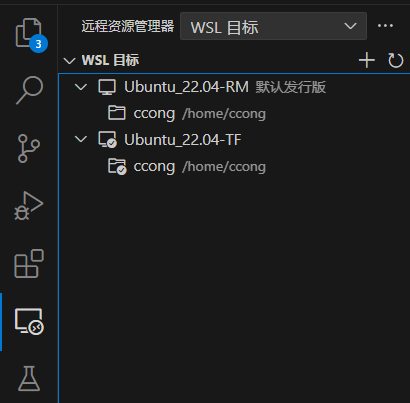 远程资源管理器 WSL 目标
3
WSL 目标
Ubuntu_22.04-RM 默认发行版
ccong /home/ccong
Ubuntu_22.04-TF
ccong /home/ccong